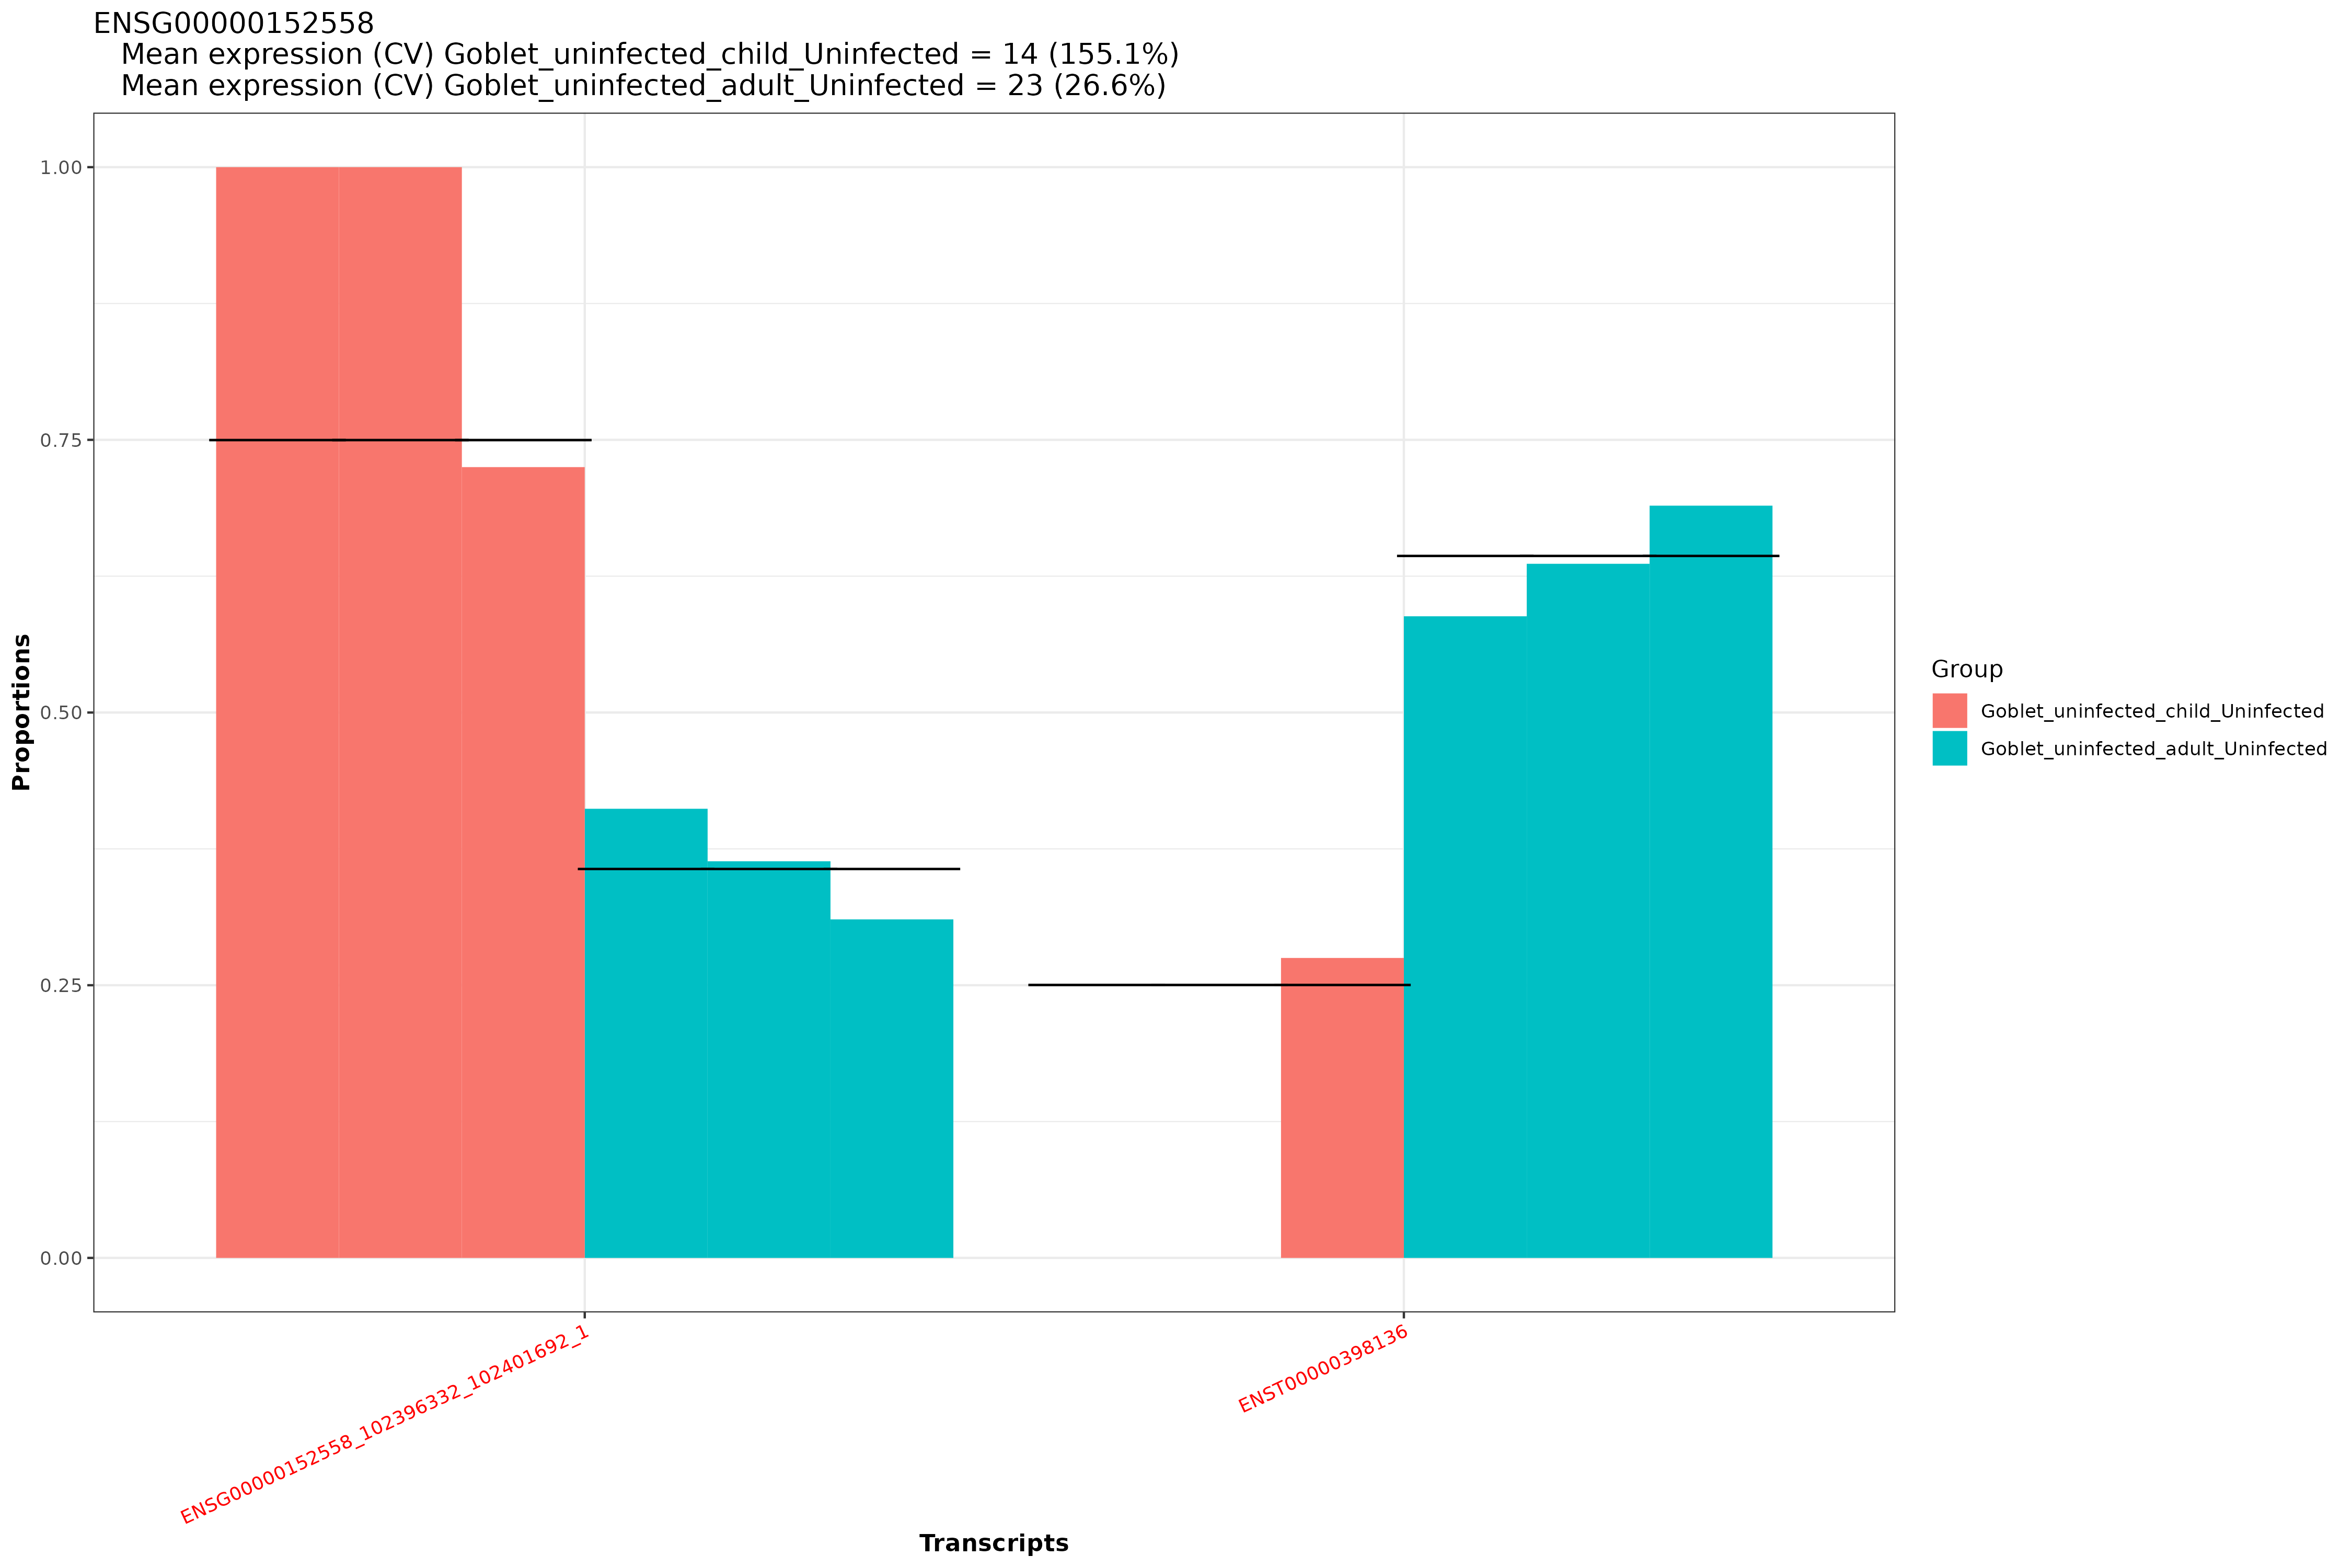 ENSG00000152558
Mean expression (CV) Goblet_uninfected_child_Uninfected = 14 (155.1%)
Mean expression (CV) Goblet_uninfected_adult_Uninfected = 23 (26.6%)
1.00
0.75
0.50
0.25
0.00
Proportions
ENSG00000152558_102396332_102401692_1
ENST00000398136
Transcripts
Group
Goblet_uninfected_child_Uninfected
Goblet_uninfected_adult_Uninfected